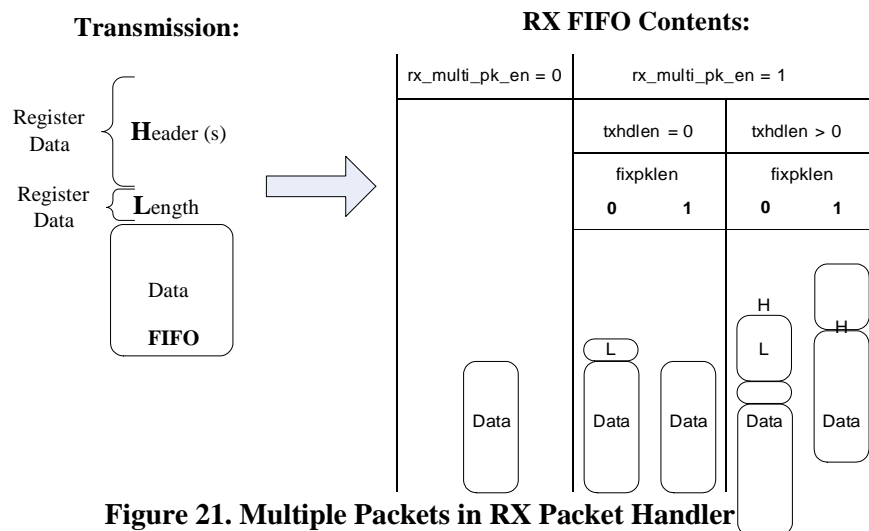 Transmission:
RX FIFO Contents:
rx_multi_pk_en = 0
rx_multi_pk_en = 1
Register
Data
Header (s)
txhdlen = 0
txhdlen > 0
fixpklen
fixpklen
Register
Data
Length
0
1
0
1
Data
FIFO
H
H
L
L
Data
Data
Data
Data
Data
Figure 21. Multiple Packets in RX Packet Handler